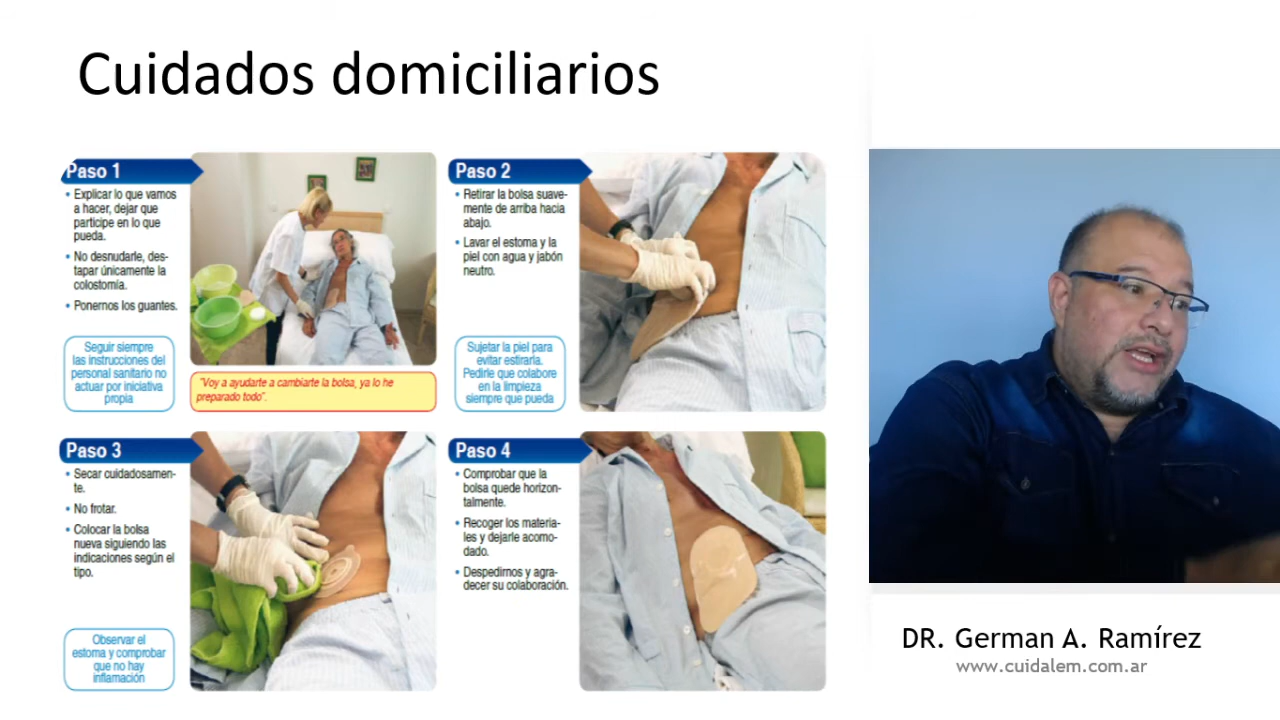 Cuidados domiciliarios
Paso 1
• Explicar lo que vamos
a hacer, dejar que
participe en lo que
pueda.
• No desnudarle, des-
tapar únicamente la
colostomía.
• Ponernos los guantes.
Seguir siempre
las instrucciones del
personal sanitario no
actuar por iniciativa
propia
"Voy a ayudarte a cambiarte la bolsa, ya lo he
preparado todo".
Paso 2
• Retirar la bolsa suave-
mente de arriba hacia
abajo.
• Lavar el estoma y la
piel con agua y jabón
neutro.
Sujetar la piel para
evitar estirarla.
Pedirle que colabore
en la limpieza
siempre que pueda
Paso 3
• Secar cuidadosamen-
te.
• No frotar.
• Colocar la bolsa
nueva siguiendo las
indicaciones según el
tipo.
Observar el
estoma y comprobar
que no hay
inflamación
Paso 4
• Comprobar que la
bolsa quede horizon-
talmente.
• Recoger los materia-
les y dejarle acomo-
dado.
• Despedirnos y agra-
decer su colaboración.
DR. German A. Ramírez
www.cuidalem.com.ar